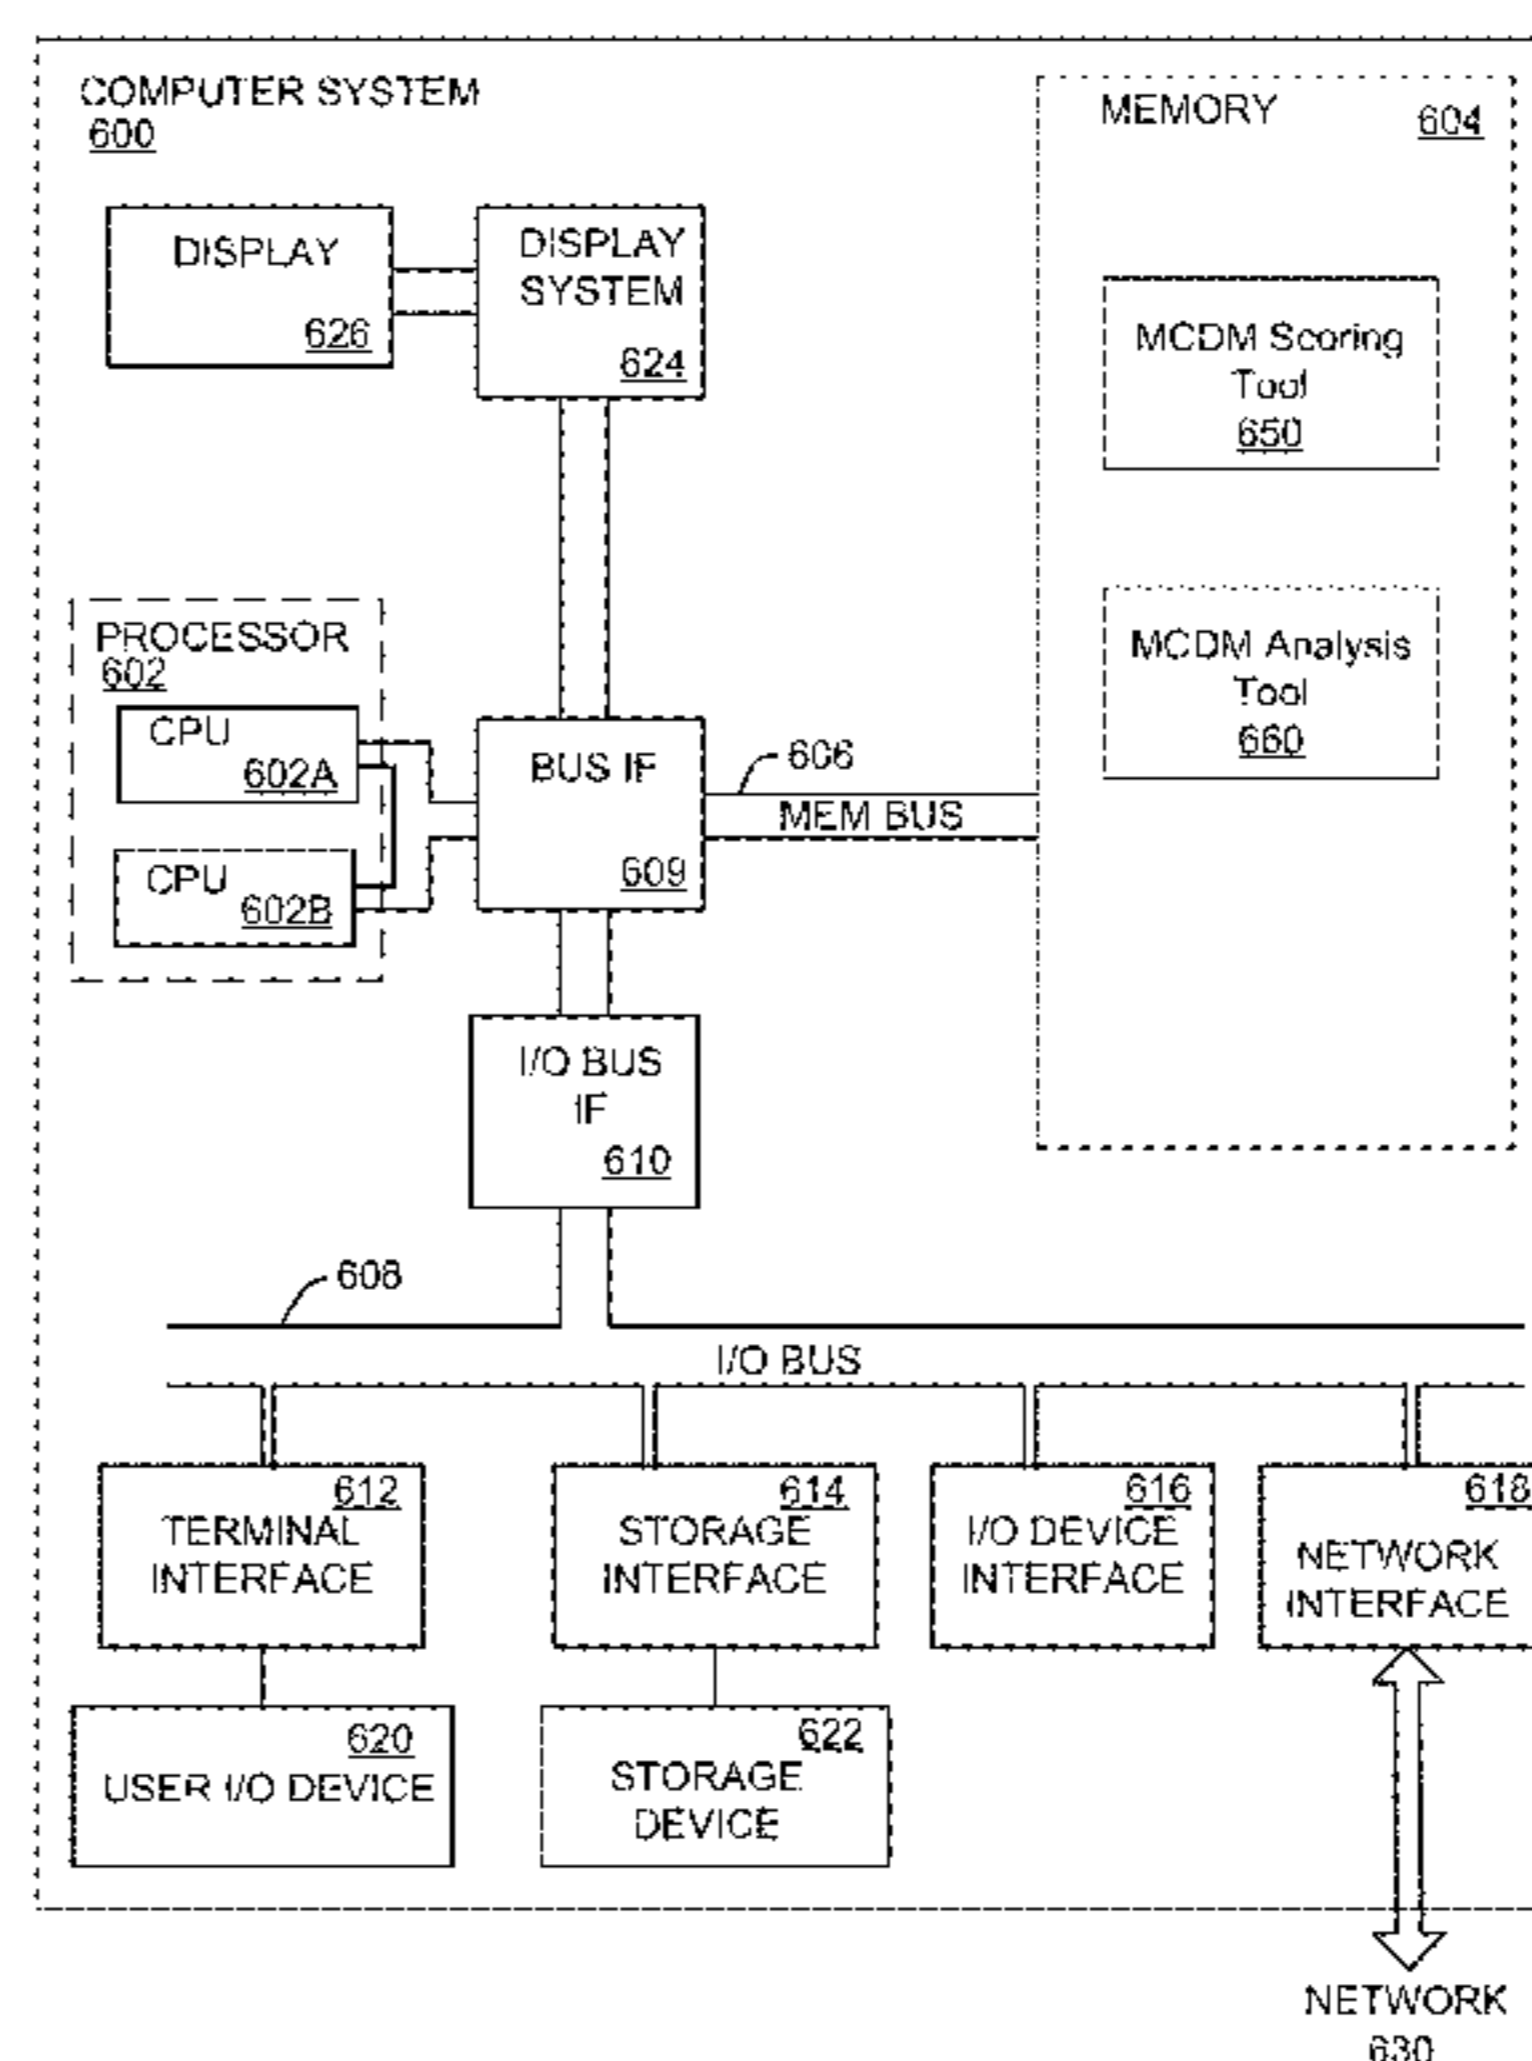 COMPUTER SYSTEM
600
MEMORY
604
DISPLAY
626
DISPLAY
SYSTEM
624
MCDM Scoring
Tool
650
PROCESSOR
602
CPU
602A
CPU
602B
BUS IF
609
606
MEM BUS
MCDM Analysis
Tool
660
I/O BUS
IF
610
608
I/O BUS
612
TERMINAL
INTERFACE
614
STORAGE
INTERFACE
616
I/O DEVICE
INTERFACE
618
NETWORK
INTERFACE
620
USER I/O DEVICE
622
STORAGE
DEVICE
NETWORK
630